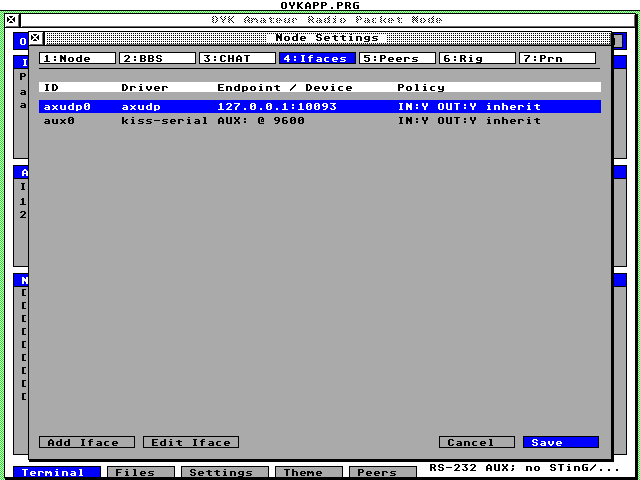 OYKAPP.PRG
OYK Amateur Radio Packet Node
Node Settings
1:Node 2:BBS 3:CHAT 4:Ifaces 5:Peers 6:Rig 7:Prn
ID Driver Endpoint / Device Policy
axudp0 axudp 127.0.0.1:10093 IN:Y OUT:Y inherit
aux0 kiss-serial AUX: @ 9600 IN:Y OUT:Y inherit
Add Iface Edit Iface Cancel Save
Terminal Files Settings Theme Peers RS-232 AUX; no STinG/...